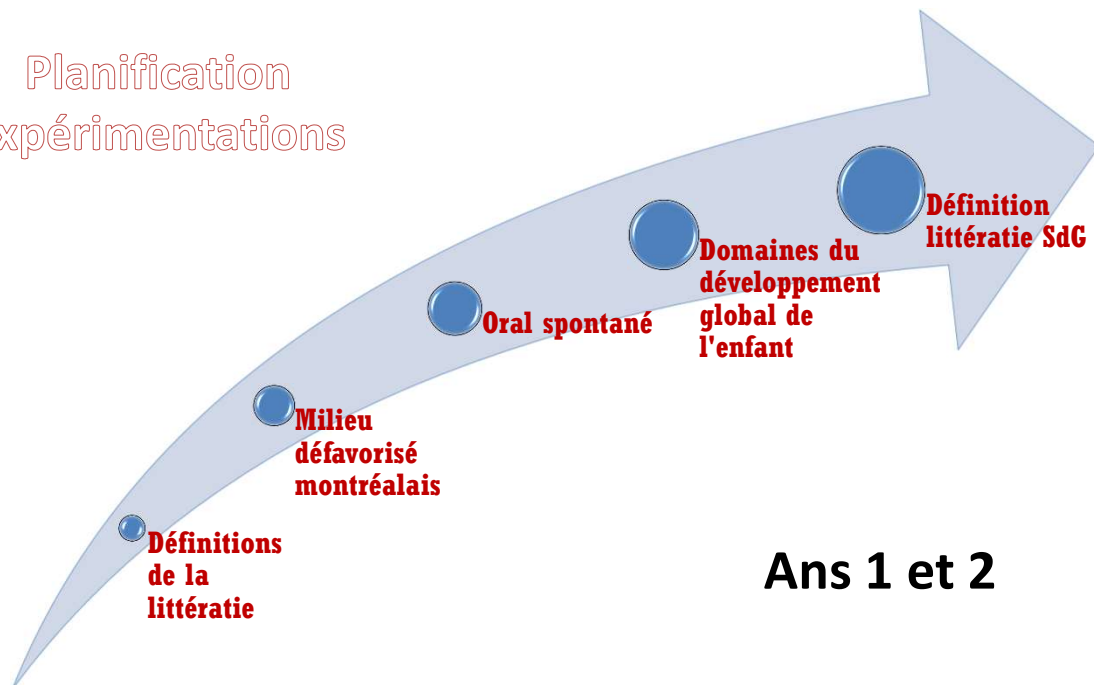 Planification
xpérimentations
Définition
littératie SdG
Domaines du
développement
global de
l'enfant
Oral spontané
Milieu
défavorisé
montréalais
Définitions
de la
littératie
Ans 1 et 2